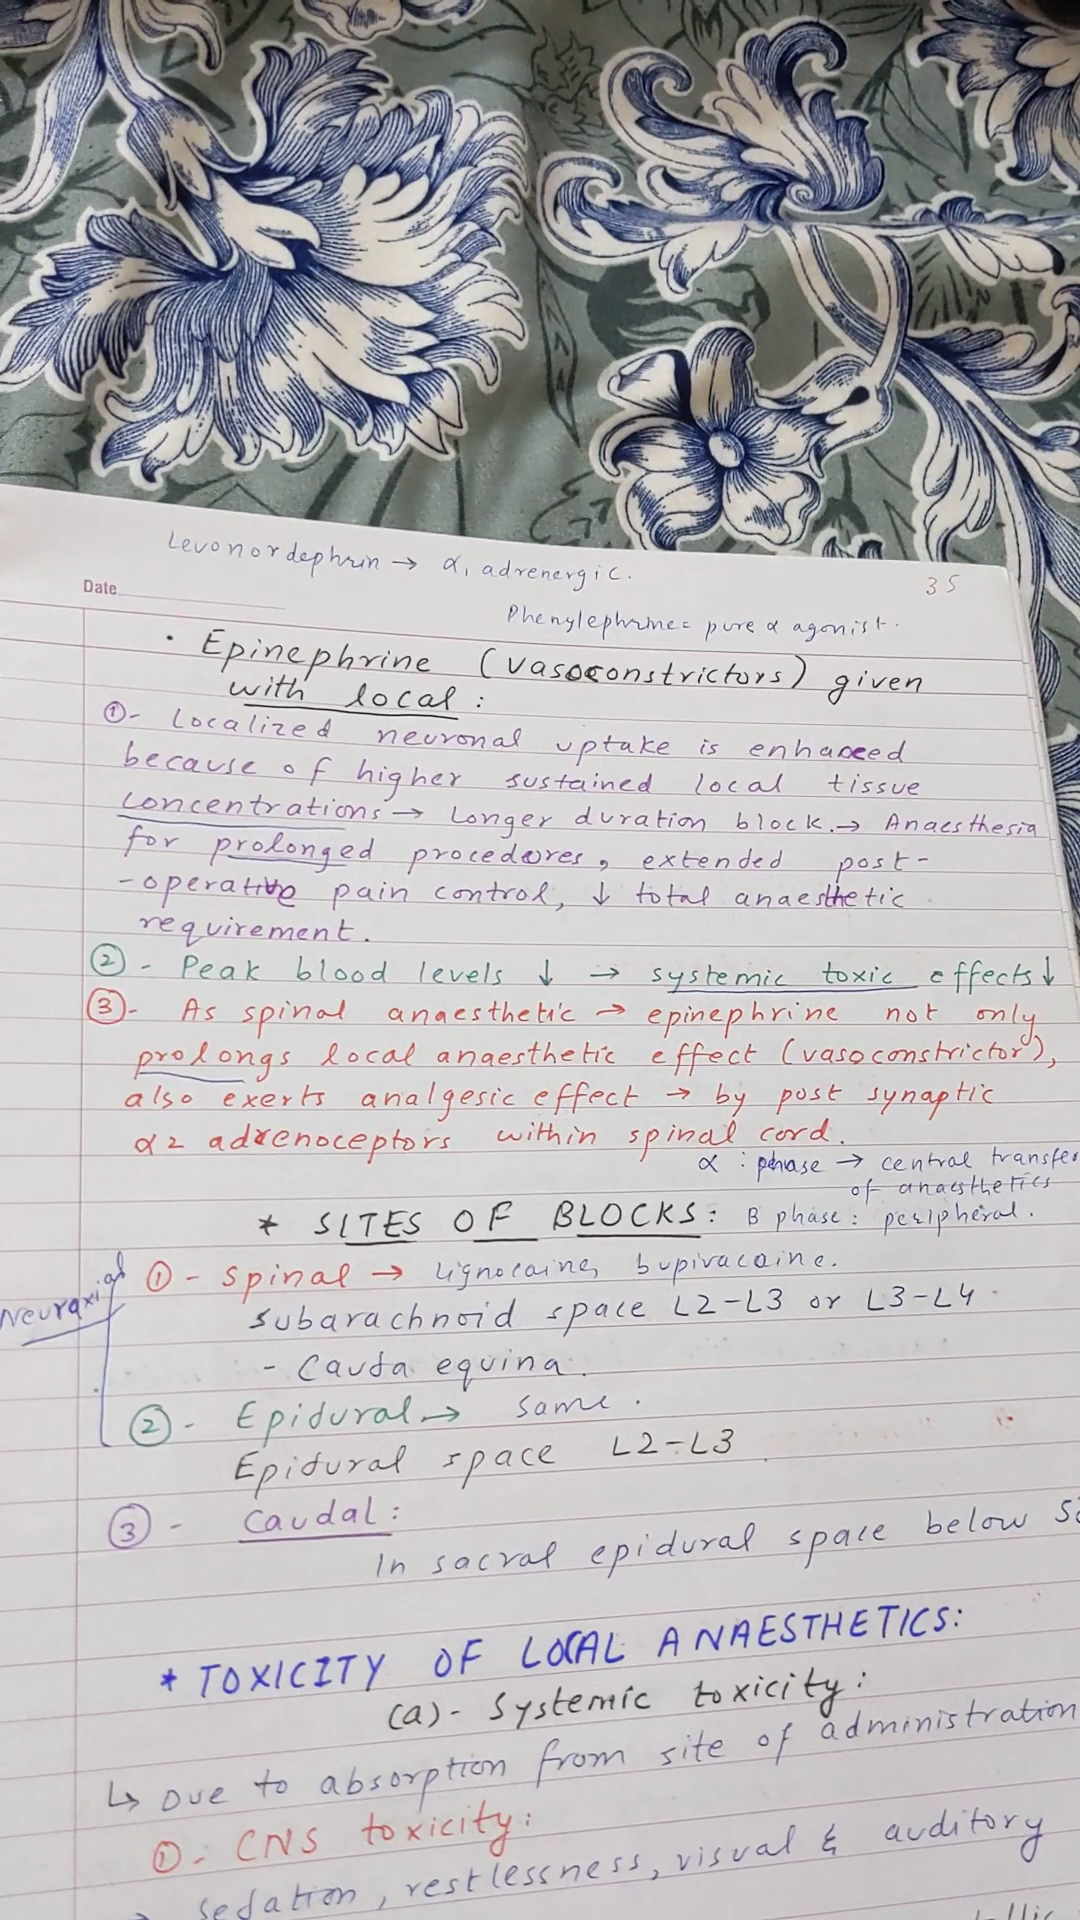 Levonordephrin → α, adrenergic.
35
Date
Phenylephrine = pure α agonist.
• Epinephrine (vasoconstrictors) given
with local :
①- Localized neuronal uptake is enhanced
because of higher sustained local tissue
concentrations → Longer duration block. → Anaesthesia
for prolonged procedures, extended post-
-operative pain control, ↓ total anaesthetic
requirement.
② - Peak blood levels ↓ → systemic toxic effects ↓
③- As spinal anaesthetic → epinephrine not only
prolongs local anaesthetic effect (vasoconstrictor),
also exerts analgesic effect → by post synaptic
α2 adrenoceptors within spinal cord.
α : phase → central transfer
of anaesthetics
* SITES OF BLOCKS: B phase : peripheral.
Neuraxial
① - Spinal → Lignocaine, bupivacaine.
subarachnoid space L2-L3 or L3-L4.
- Cauda equina.
② - Epidural → same.
Epidural space L2-L3
③ - Caudal :
In sacral epidural space below
* TOXICITY OF LOCAL ANAESTHETICS:
(a)- Systemic toxicity :
↳ Due to absorption from site of administration
①- CNS toxicity :
sedation, restlessness, visual & auditory